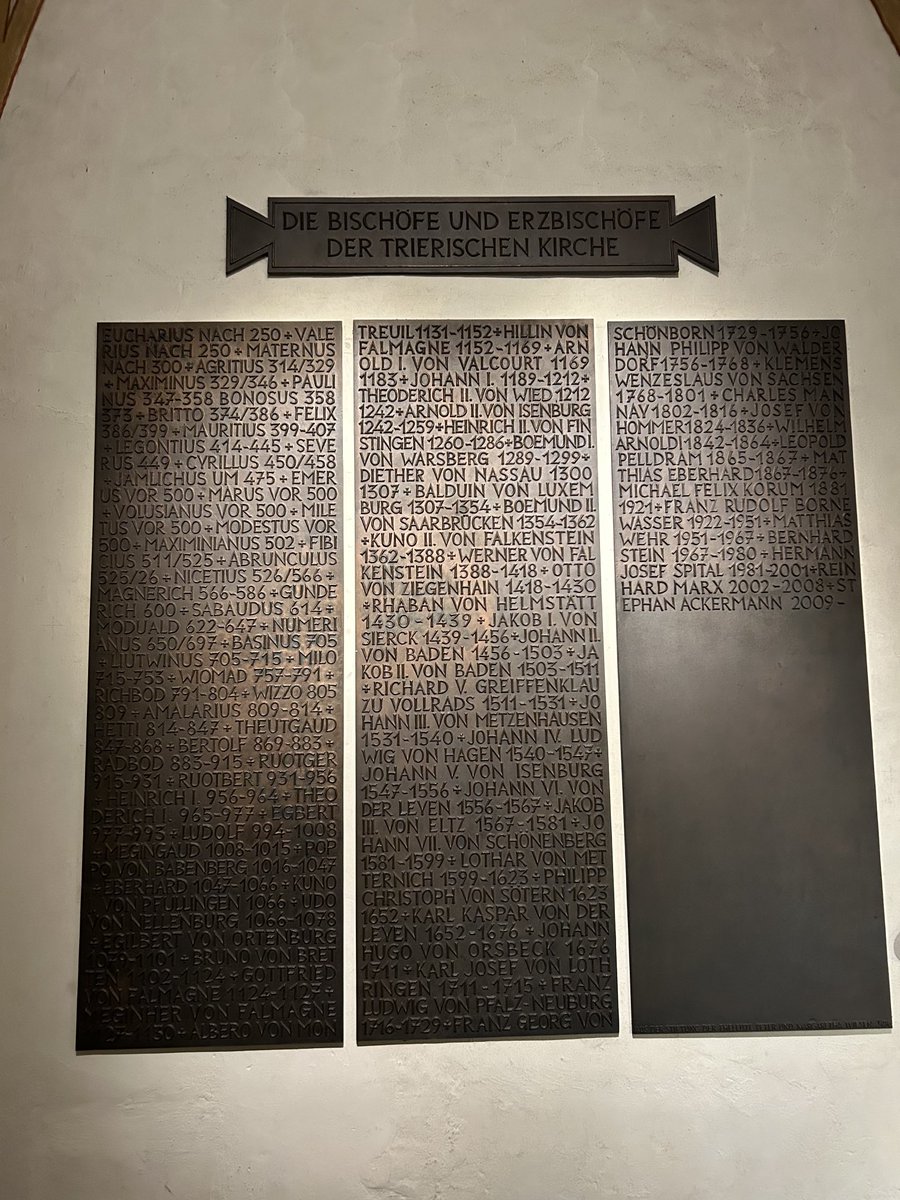 DIE BISCHÖFE UND ERZBISCHÖFE
DER TRIERISCHEN KIRCHE
EUCHARIUS NACH 250 + VALE
RIUS NACH 250 + MATERNUS
NACH 300 + AGRITIUS 314/329
+ MAXIMINUS 329/346 + PAULI
NUS 347-358 BONOSUS 358
373 + BRITTO 374/386 + FELIX
386/399 + MAURITIUS 399-407
+ LEGONTIUS 414-445 + SEVE
RUS 449 + CYRILLUS 450/458
+ JAMLICHUS UM 475 + EMER
US VOR 500 + MARUS VOR 500
+ VOLUSIANUS VOR 500 + MILE
TUS VOR 500 + MODESTUS VOR
500 + MAXIMINIANUS 502 + FIBI
CIUS 511/525 + ABRUNCULUS
525/26 + NICETIUS 526/566 +
MAGNERICH 566-586 + GUNDE
RICH 600 + SABAUDUS 614 +
MODUALD 622-647 + NUMERI
ANUS 650/697 + BASINUS 705
+ LIUTWINUS 705-715 + MILO
715-753 + WIOMAD 757-791 +
RICHBOD 791-804 + WIZZO 805
809 + AMALARIUS 809-814 +
HETTI 814-847 + THEUTGAUD
847-868 + BERTOLF 869-883 +
RADBOD 883-915 + RUOTGER
915-931 + RUOTBERT 931-956
+ HEINRICH I. 956-964 + THEO
DERICH I. 965-977 + EGBERT
977-993 + LUDOLF 994-1008
+ MEGINGAUD 1008-1015 + POP
PO VON BABENBERG 1016-1047
+ EBERHARD 1047-1066 + KUNO
VON PFULLINGEN 1066 + UDO
VON NELLENBURG 1066-1078
+ EGILBERT VON ORTENBURG
1079-1101 + BRUNO VON BRET
TEN 1102-1124 + GOTTFRIED
VON FALMAGNE 1124-1127 +
MEGINHER VON FALMAGNE
1127-1130 + ALBERO VON MON
TREUIL 1131-1152 + HILLIN VON
FALMAGNE 1152-1169 + ARN
OLD I. VON VALCOURT 1169
1183 + JOHANN I. 1189-1212 +
THEODERICH II. VON WIED 1212
1242 + ARNOLD II. VON ISENBURG
1242-1259 + HEINRICH II. VON FIN
STINGEN 1260-1286 + BOEMUND I.
VON WARSBERG 1289-1299 +
DIETHER VON NASSAU 1300
1307 + BALDUIN VON LUXEM
BURG 1307-1354 + BOEMUND II.
VON SAARBRÜCKEN 1354-1362
+ KUNO II. VON FALKENSTEIN
1362-1388 + WERNER VON FAL
KENSTEIN 1388-1418 + OTTO
VON ZIEGENHAIN 1418-1430
+ RHABAN VON HELMSTATT
1430-1439 + JAKOB I. VON
SIERCK 1439-1456 + JOHANN II.
VON BADEN 1456-1503 + JA
KOB II. VON BADEN 1503-1511
+ RICHARD V. GREIFFENKLAU
ZU VOLLRADS 1511-1531 + JO
HANN III. VON METZENHAUSEN
1531-1540 + JOHANN IV. LUD
WIG VON HAGEN 1540-1547 +
JOHANN V. VON ISENBURG
1547-1556 + JOHANN VI. VON
DER LEYEN 1556-1567 + JAKOB
III. VON ELTZ 1567-1581 + JO
HANN VII. VON SCHÖNENBERG
1581-1599 + LOTHAR VON MET
TERNICH 1599-1623 + PHILIPP
CHRISTOPH VON SÖTERN 1623
1652 + KARL KASPAR VON DER
LEYEN 1652-1676 + JOHANN
HUGO VON ORSBECK 1676
1711 + KARL JOSEF VON LOTH
RINGEN 1711-1715 + FRANZ
LUDWIG VON PFALZ-NEUBURG
1716-1729 + FRANZ GEORG VON
SCHÖNBORN 1729-1756 + JO
HANN PHILIPP VON WALDER
DORF 1756-1768 + KLEMENS
WENZESLAUS VON SACHSEN
1768-1801 + CHARLES MAN
NAY 1802-1816 + JOSEF VON
HOMMER 1824-1836 + WILHELM
ARNOLDI 1842-1864 + LEOPOLD
PELLDRAM 1865-1867 + MAT
THIAS EBERHARD 1867-1876 +
MICHAEL FELIX KORUM 1881
1921 + FRANZ RUDOLF BORNE
WASSER 1922-1951 + MATTHIAS
WEHR 1951-1967 + BERNHARD
STEIN 1967-1980 + HERMANN
JOSEF SPITAL 1981-2001 + REIN
HARD MARX 2002-2008 + ST
EPHAN ACKERMANN 2009-